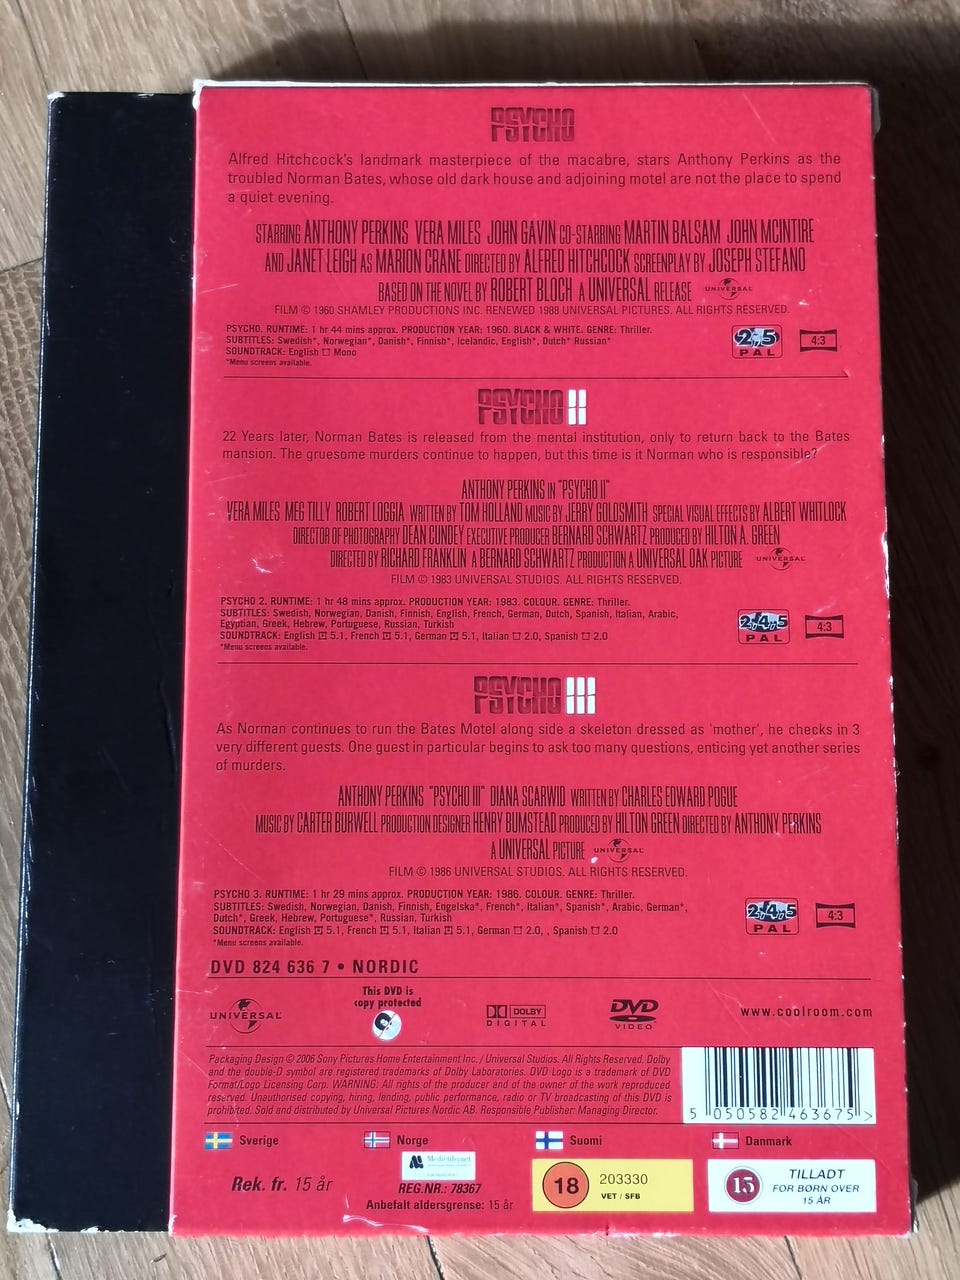 PSYCHO
Alfred Hitchcock's landmark masterpiece of the macabre, stars Anthony Perkins as the
troubled Norman Bates, whose old dark house and adjoining motel are not the place to spend
a quiet evening.
STARRING ANTHONY PERKINS VERA MILES JOHN GAVIN CO-STARRING MARTIN BALSAM JOHN MCINTIRE
AND JANET LEIGH AS MARION CRANE DIRECTED BY ALFRED HITCHCOCK SCREENPLAY BY JOSEPH STEFANO
BASED ON THE NOVEL BY ROBERT BLOCH A UNIVERSAL RELEASE UNIVERSAL
FILM © 1960 SHAMLEY PRODUCTIONS INC. RENEWED 1988 UNIVERSAL PICTURES. ALL RIGHTS RESERVED.
PSYCHO. RUNTIME: 1 hr 44 mins approx. PRODUCTION YEAR: 1960. BLACK & WHITE. GENRE: Thriller.
SUBTITLES: Swedish*, Norwegian*, Danish*, Finnish*, Icelandic, English*, Dutch* Russian*
SOUNDTRACK: English Mono
*Menu screens available.
2.5
PAL
4:3
PSYCHO II
22 Years later, Norman Bates is released from the mental institution, only to return back to the Bates
mansion. The gruesome murders continue to happen, but this time is it Norman who is responsible?
ANTHONY PERKINS IN "PSYCHO II"
VERA MILES MEG TILLY ROBERT LOGGIA WRITTEN BY TOM HOLLAND MUSIC BY JERRY GOLDSMITH SPECIAL VISUAL EFFECTS BY ALBERT WHITLOCK
DIRECTOR OF PHOTOGRAPHY DEAN CUNDEY EXECUTIVE PRODUCER BERNARD SCHWARTZ PRODUCED BY HILTON A. GREEN
DIRECTED BY RICHARD FRANKLIN A BERNARD SCHWARTZ PRODUCTION A UNIVERSAL OAK PICTURE UNIVERSAL
FILM © 1983 UNIVERSAL STUDIOS. ALL RIGHTS RESERVED.
PSYCHO 2. RUNTIME: 1 hr 48 mins approx. PRODUCTION YEAR: 1983. COLOUR. GENRE: Thriller.
SUBTITLES: Swedish, Norwegian, Danish, Finnish, English, French, German, Dutch, Spanish, Italian, Arabic,
Egyptian, Greek, Hebrew, Portuguese, Russian, Turkish
SOUNDTRACK: English 5.1, French 5.1, German 5.1, Italian 2.0, Spanish 2.0
*Menu screens available.
2.4.5
PAL
4:3
PSYCHO III
As Norman continues to run the Bates Motel along side a skeleton dressed as 'mother', he checks in 3
very different guests. One guest in particular begins to ask too many questions, enticing yet another series
of murders.
ANTHONY PERKINS "PSYCHO III" DIANA SCARWID WRITTEN BY CHARLES EDWARD POGUE
MUSIC BY CARTER BURWELL PRODUCTION DESIGNER HENRY BUMSTEAD PRODUCED BY HILTON GREEN DIRECTED BY ANTHONY PERKINS
A UNIVERSAL PICTURE UNIVERSAL
FILM © 1986 UNIVERSAL STUDIOS. ALL RIGHTS RESERVED.
PSYCHO 3. RUNTIME: 1 hr 29 mins approx. PRODUCTION YEAR: 1986. COLOUR. GENRE: Thriller.
SUBTITLES: Swedish, Norwegian, Danish, Finnish, Engelska*, French*, Italian*, Spanish*, Arabic, German*,
Dutch*, Greek, Hebrew, Portuguese*, Russian, Turkish
SOUNDTRACK: English 5.1, French 5.1, Italian 5.1, German 2.0, , Spanish 2.0
*Menu screens available.
2.4.5
PAL
4:3
DVD 824 636 7 • NORDIC
UNIVERSAL
This DVD is
copy protected
DOLBY
DIGITAL
DVD
VIDEO
www.coolroom.com
Packaging Design © 2006 Sony Pictures Home Entertainment Inc. / Universal Studios. All Rights Reserved. Dolby
and the double-D symbol are registered trademarks of Dolby Laboratories. DVD Logo is a trademark of DVD
Format/Logo Licensing Corp. WARNING: All rights of the producer and of the owner of the work reproduced
reserved. Unauthorised copying, hiring, lending, public performance, radio or TV broadcasting of this DVD is
prohibited. Sold and distributed by Universal Pictures Nordic AB. Responsible Publisher: Managing Director.
5 050582 463675 >
Sverige
Norge
Suomi
Danmark
Rek. fr. 15 år
Medietilsynet
REG.NR.: 78367
Anbefalt aldersgrense: 15 år
18
203330
VET / SFB
15
TILLADT
FOR BØRN OVER
15 ÅR